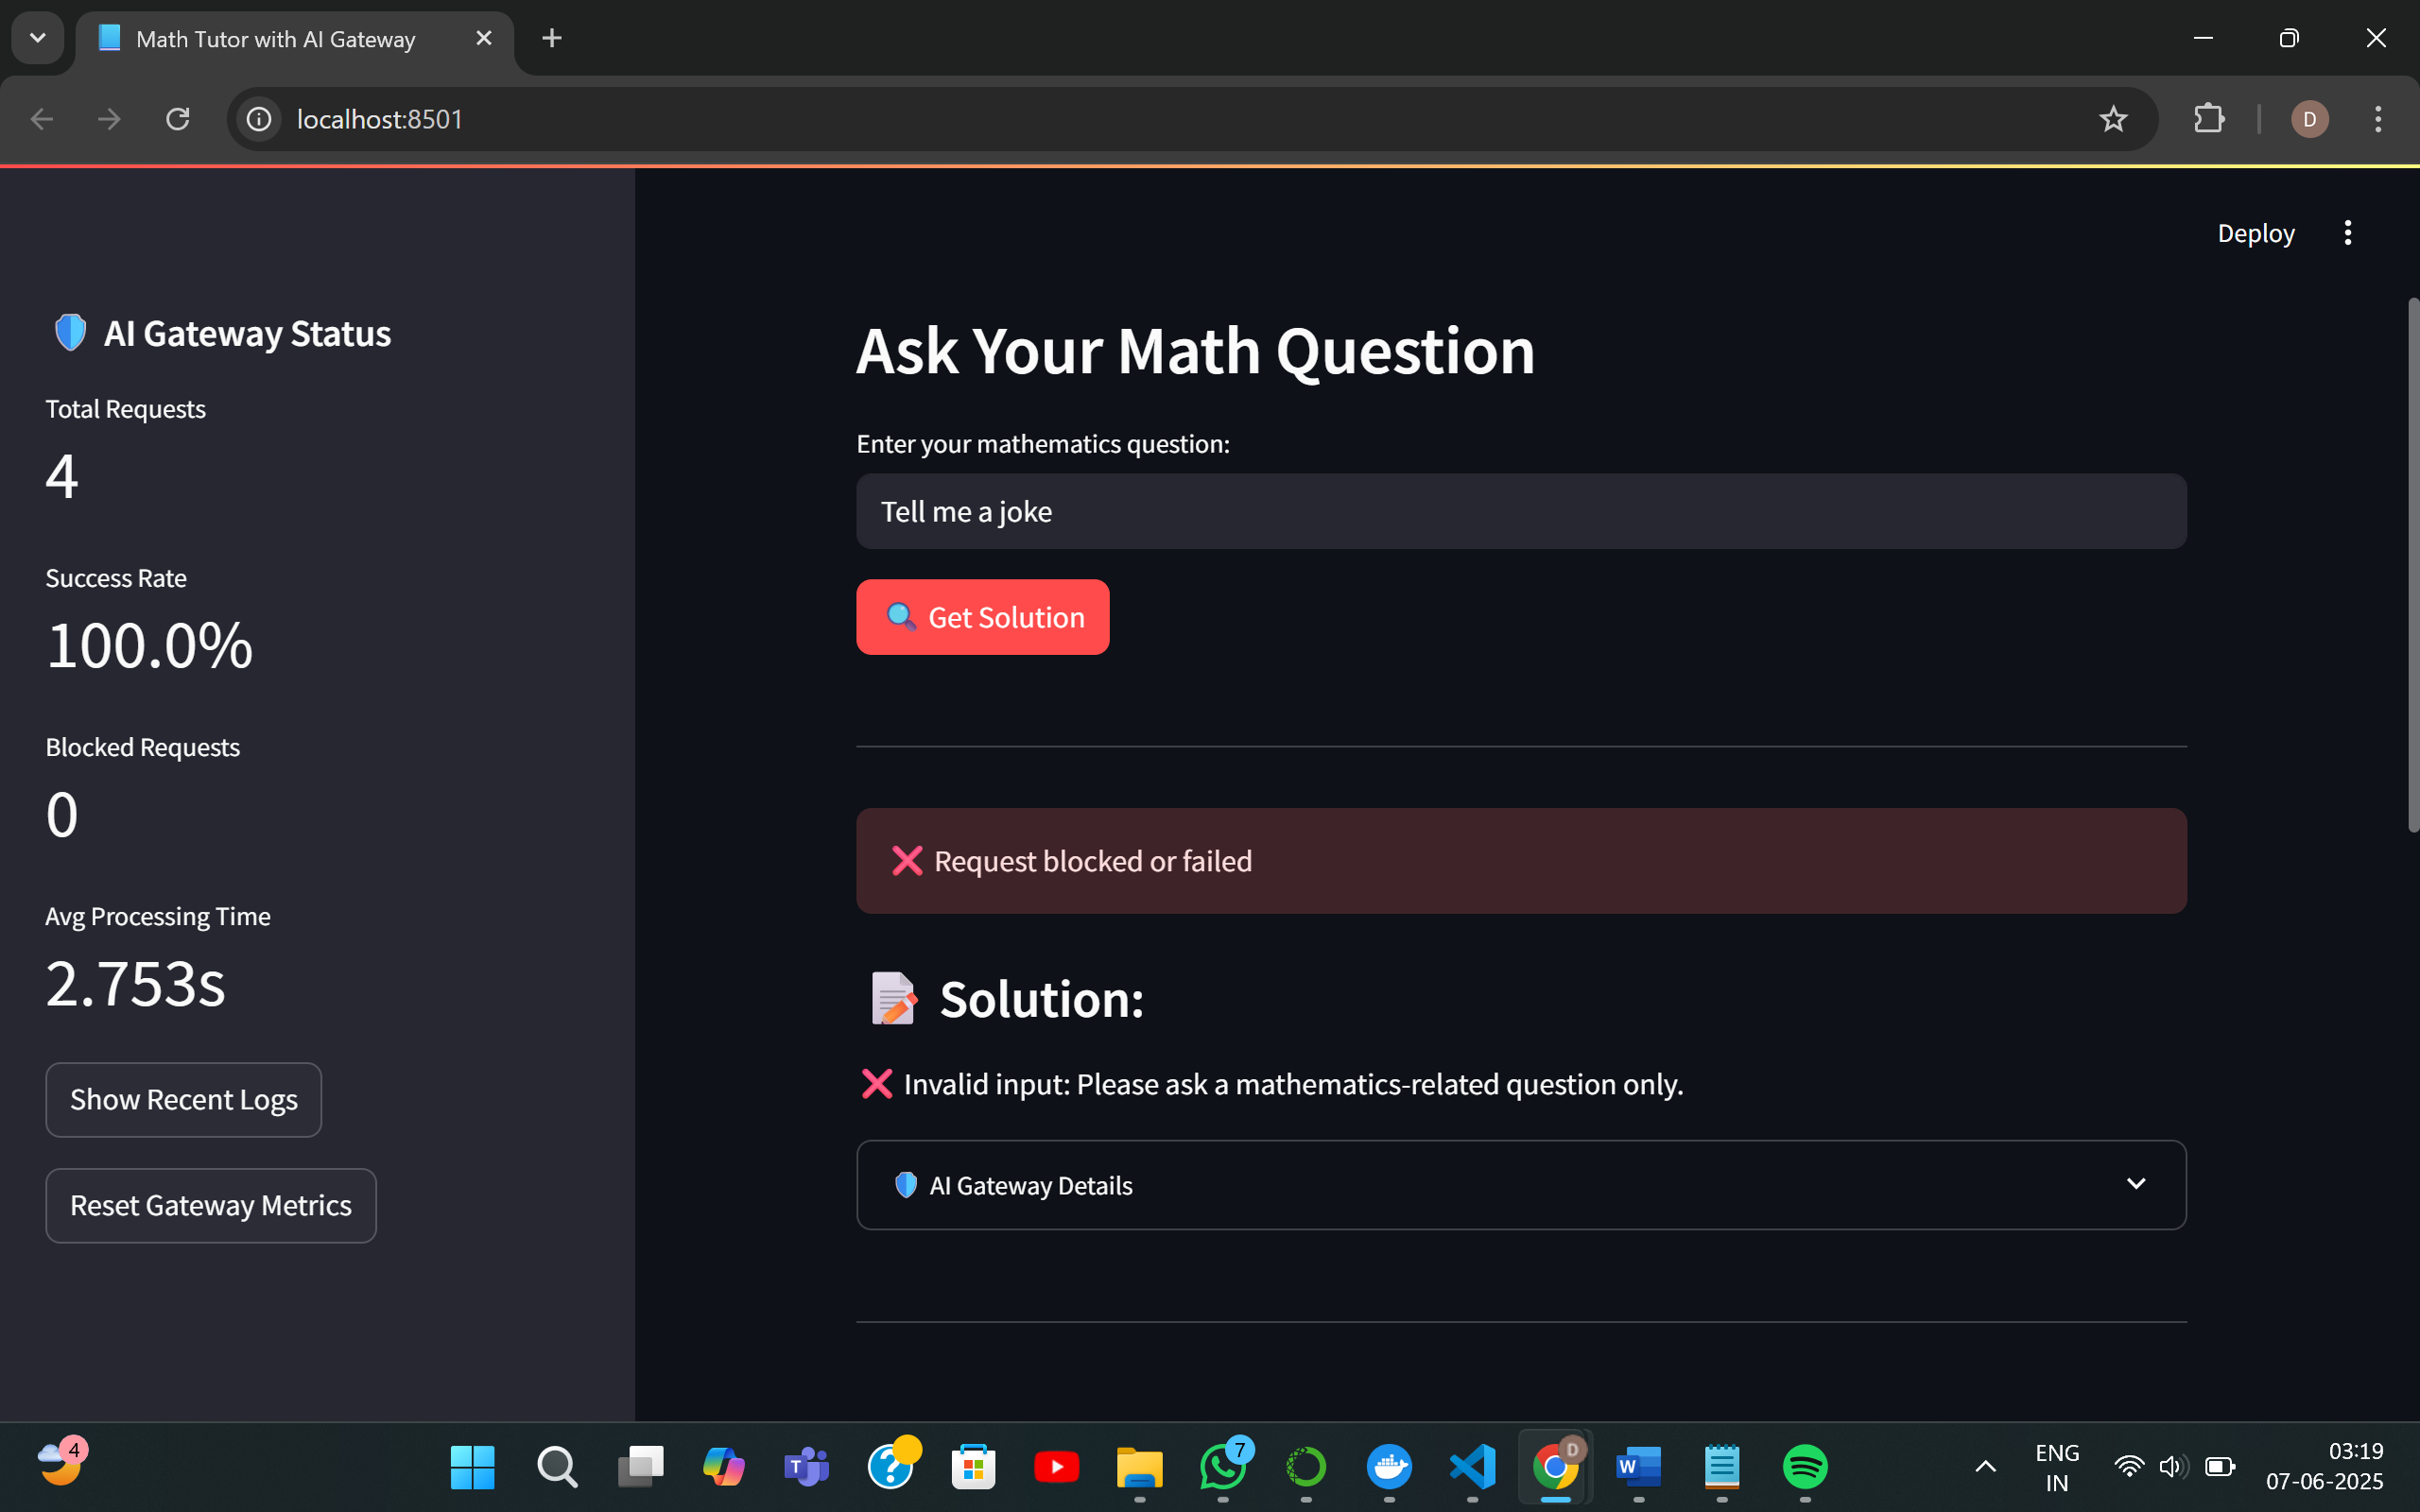 Math Tutor with AI Gateway
localhost:8501
D
Deploy
AI Gateway Status
Total Requests
4
Success Rate
100.0%
Blocked Requests
0
Avg Processing Time
2.753s
Show Recent Logs
Reset Gateway Metrics
Ask Your Math Question
Enter your mathematics question:
Tell me a joke
Get Solution
Request blocked or failed
Solution:
Invalid input: Please ask a mathematics-related question only.
AI Gateway Details
4
T
?
7
D
W
ENG
IN
03:19
07-06-2025